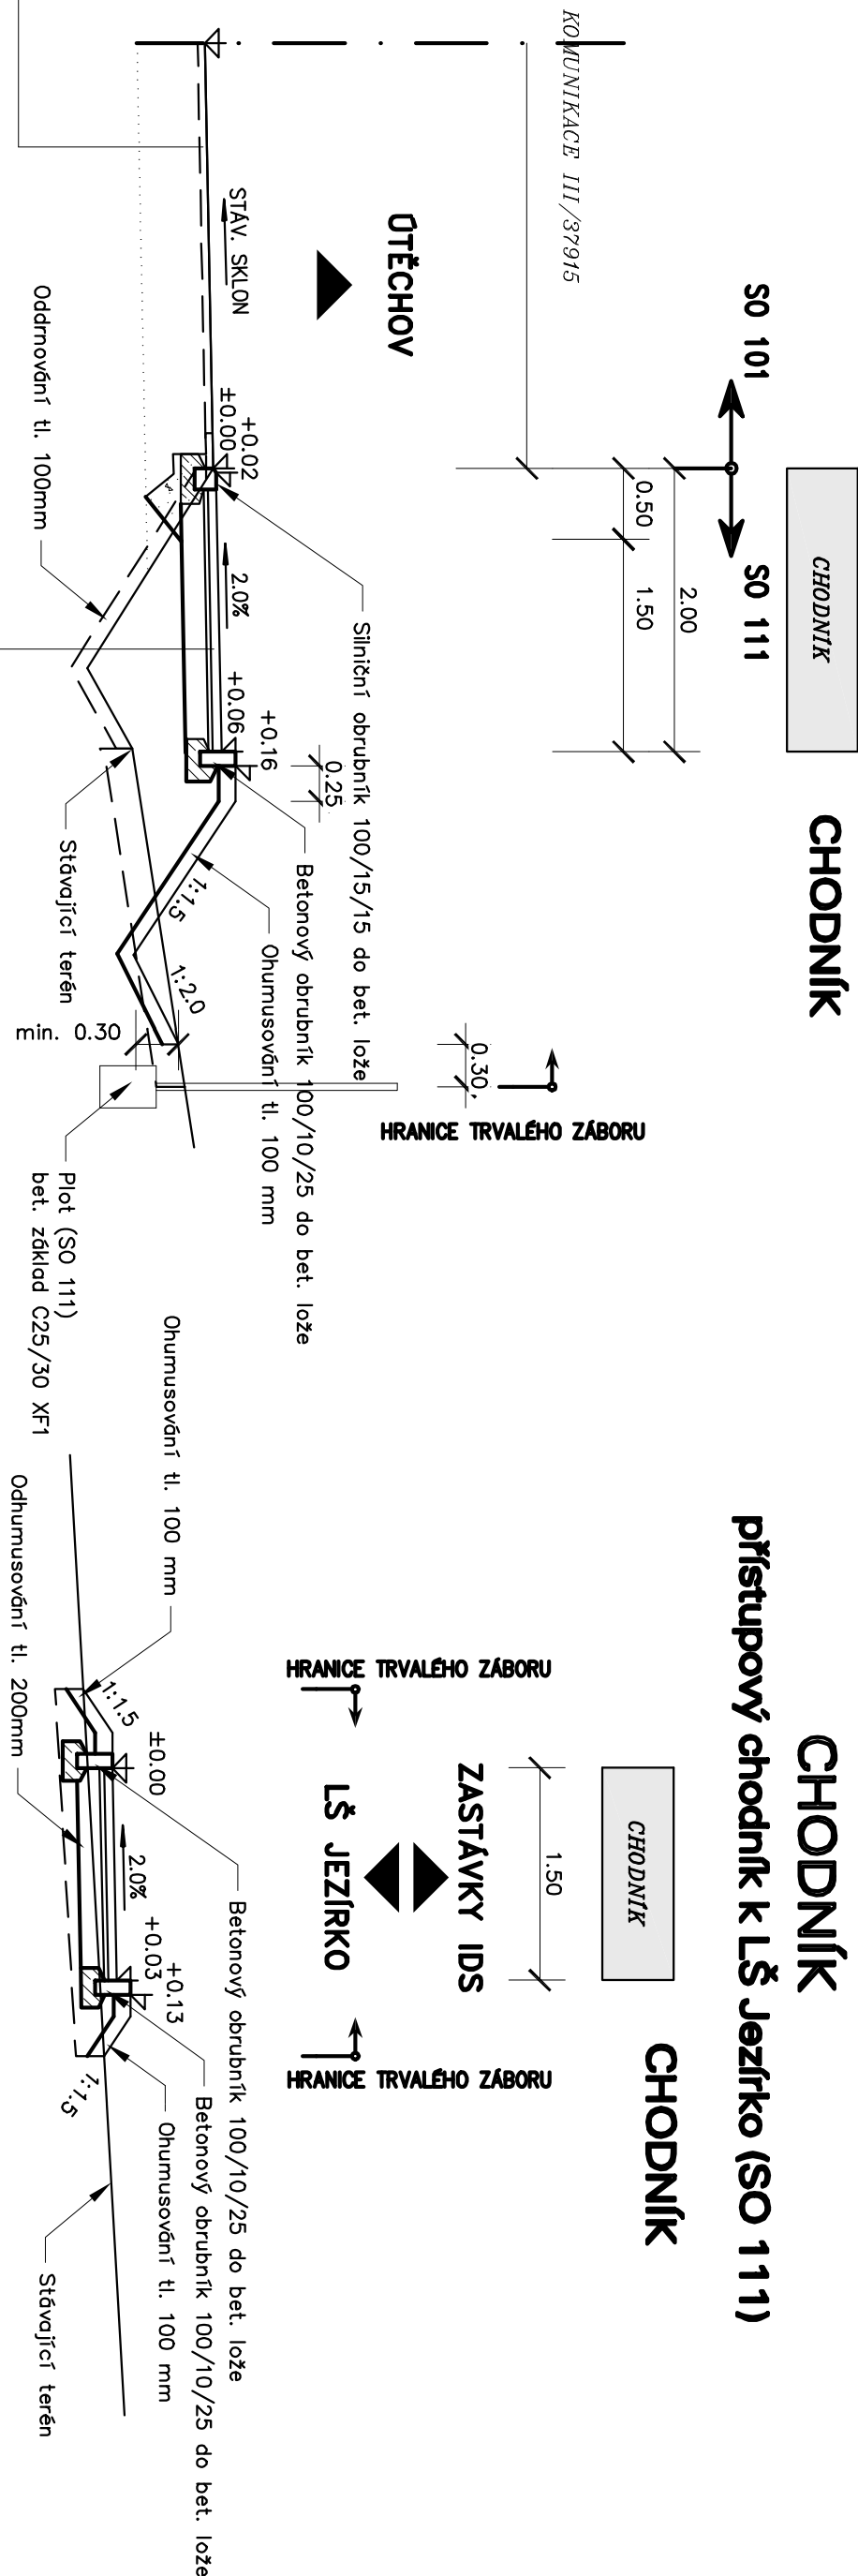 CHODNÍK
SO 101
SO 111
CHODNÍK
2.00
0.50
1.50
KOMUNIKACE III/37915
ÚTĚCHOV
HRANICE TRVALÉHO ZÁBORU
0.30
STÁV. SKLON
+0.02
±0.00
2.0%
+0.16
+0.06
0.25
Silniční obrubník 100/15/15 do bet. lože
Betonový obrubník 100/10/25 do bet. lože
Ohumusování tl. 100 mm
1:1.5
1:2.0
min. 0.30
Oddrnování tl. 100mm
Stávající terén
Plot (SO 111)
bet. základ C25/30 XF1
CHODNÍK
přístupový chodník k LŠ Jezírko (SO 111)
CHODNÍK
CHODNÍK
1.50
ZASTÁVKY IDS
LŠ JEZÍRKO
HRANICE TRVALÉHO ZÁBORU
HRANICE TRVALÉHO ZÁBORU
Ohumusování tl. 100 mm
1:1.5
±0.00
2.0%
+0.13
+0.03
1:1.5
Betonový obrubník 100/10/25 do bet. lože
Betonový obrubník 100/10/25 do bet. lože
Ohumusování tl. 100 mm
Odhumusování tl. 200mm
Stávající terén